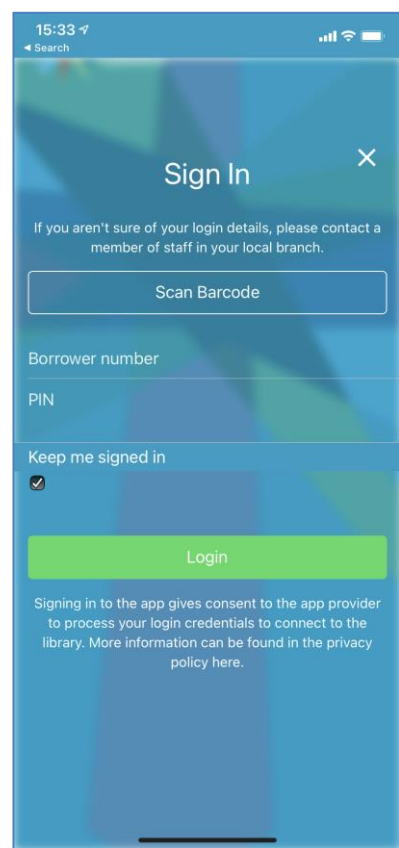 15:33
◀ Search
Sign In
If you aren't sure of your login details, please contact a
member of staff in your local branch.
Scan Barcode
Borrower number
PIN
Keep me signed in
Login
Signing in to the app gives consent to the app provider
to process your login credentials to connect to the
library. More information can be found in the privacy
policy here.